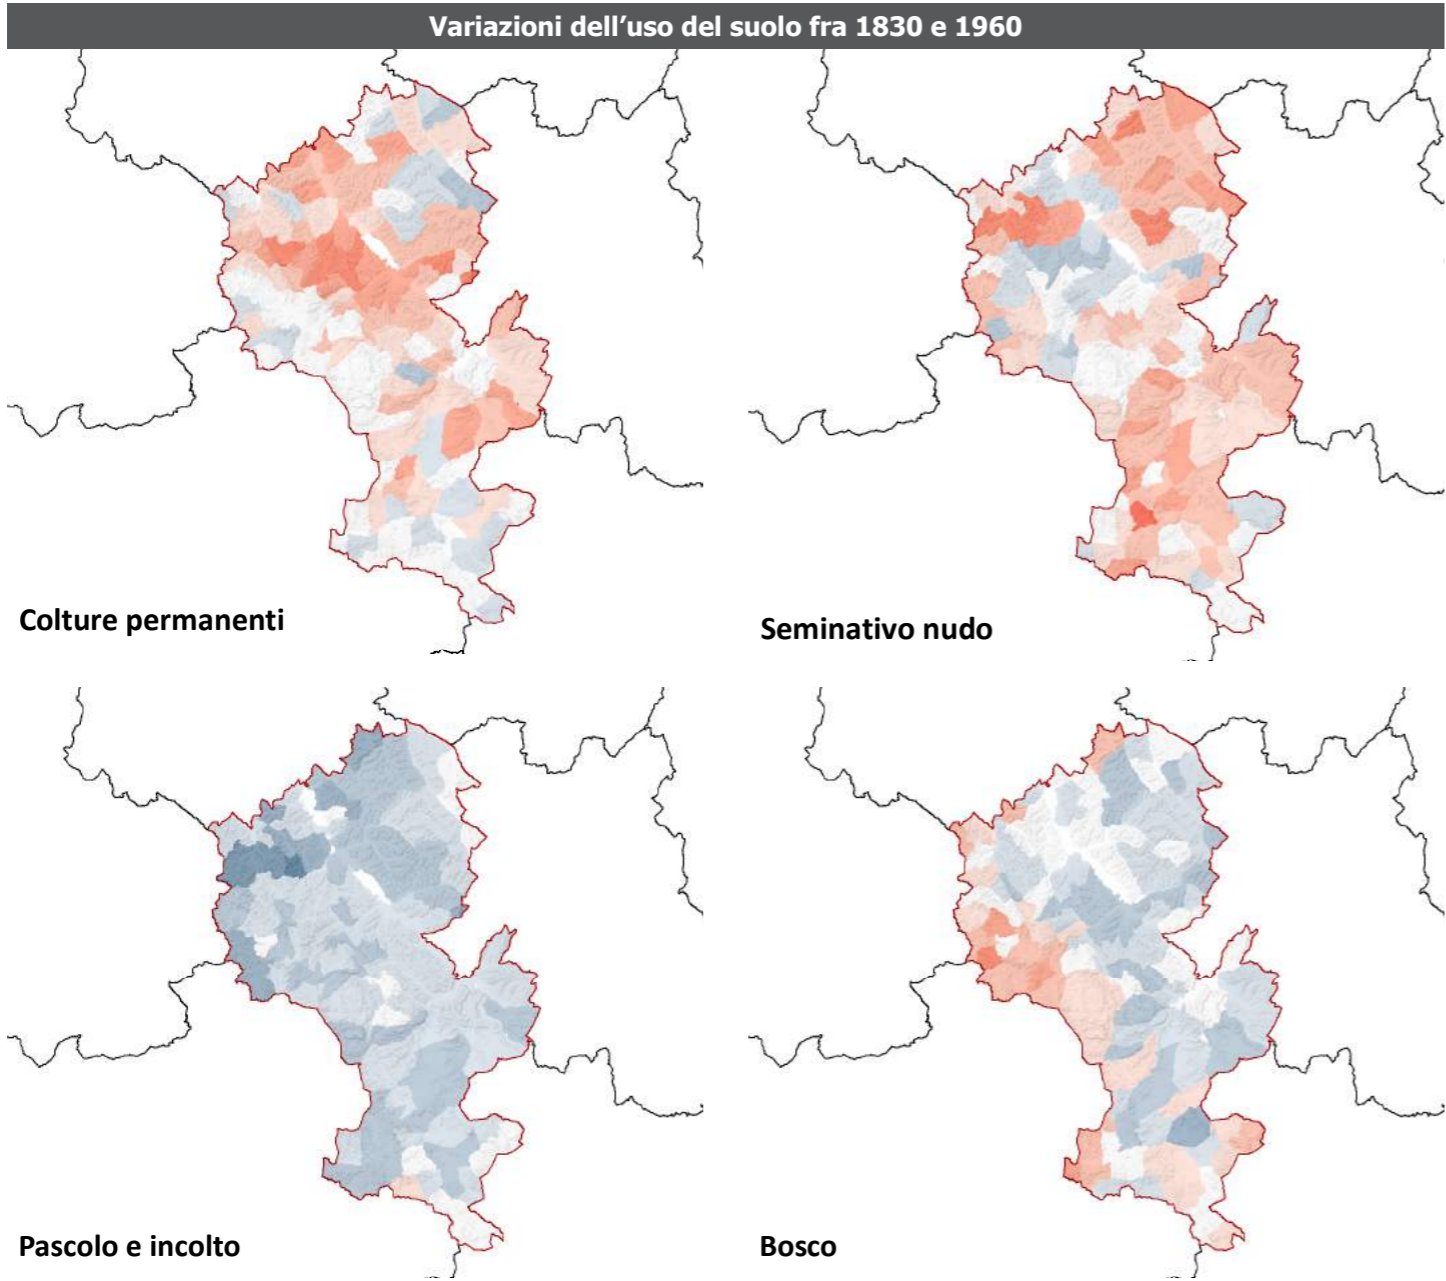 Variazioni dell'uso del suolo fra 1830 e 1960
Colture permanenti
Seminativo nudo
Pascolo e incolto
Bosco